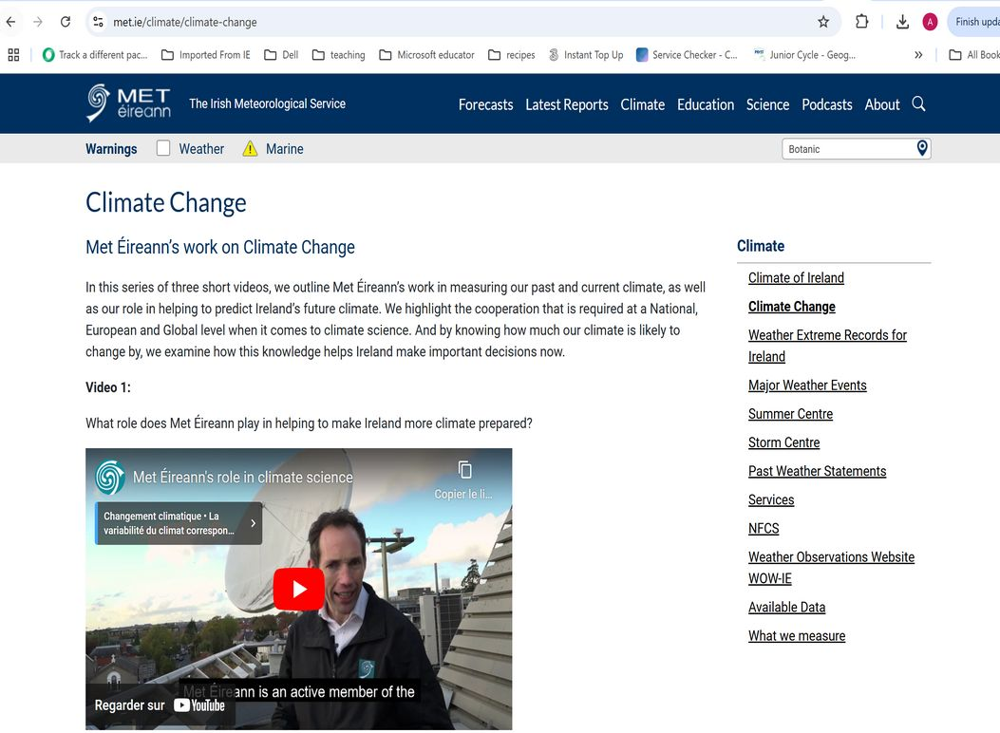 met.ie/climate/climate-change
A
Finish upda
Track a different pac...
Imported From IE
Dell
teaching
Microsoft educator
recipes
Instant Top Up
Service Checker - C...
Junior Cycle - Geog...
»
All Book
MET
éireann
The Irish Meteorological Service
Forecasts Latest Reports Climate Education Science Podcasts About
Warnings Weather Marine
Botanic
Climate Change
Met Éireann's work on Climate Change
In this series of three short videos, we outline Met Éireann's work in measuring our past and current climate, as well
as our role in helping to predict Ireland's future climate. We highlight the cooperation that is required at a National,
European and Global level when it comes to climate science. And by knowing how much our climate is likely to
change by, we examine how this knowledge helps Ireland make important decisions now.
Video 1:
What role does Met Éireann play in helping to make Ireland more climate prepared?
Met Éireann's role in climate science
Copier le li...
Changement climatique • La
variabilité du climat correspon...
Met Éireann is an active member of the
Regarder sur YouTube
Climate
Climate of Ireland
Climate Change
Weather Extreme Records for
Ireland
Major Weather Events
Summer Centre
Storm Centre
Past Weather Statements
Services
NFCS
Weather Observations Website
WOW-IE
Available Data
What we measure